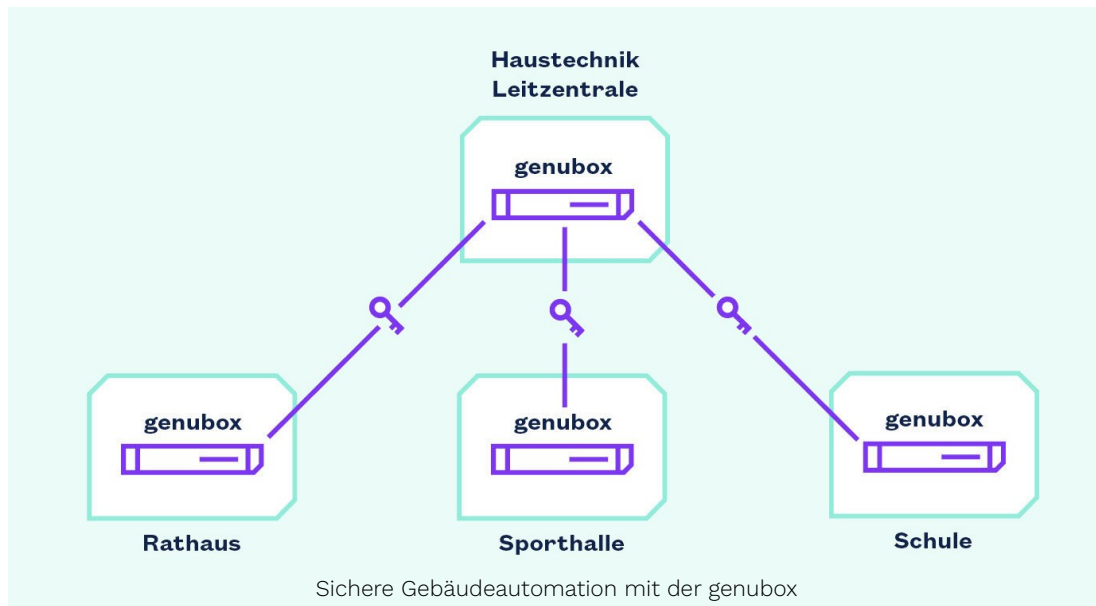 Haustechnik
Leitzentrale
genubox
genubox
genubox
genubox
Rathaus
Sporthalle
Schule
Sichere Gebäudeautomation mit der genubox